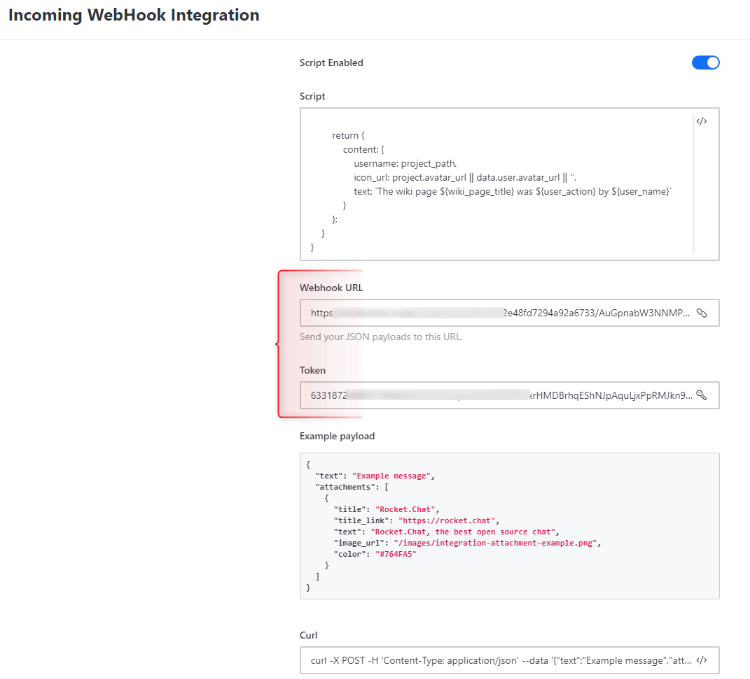 Incoming WebHook Integration
Script Enabled
Script
</>
return {
content: {
username: project_path,
icon_url: project.avatar_url || data.user.avatar_url || '',
text: `The wiki page ${wiki_page_title} was ${user_action} by ${user_name}`
}
};
}
}
Webhook URL
https 2e48fd7294a92a6733/AuGpnabW3NNMP...
Send your JSON payloads to this URL.
Token
6331872 xrHMDBrhqEShNJpAquLjxPpRMJkn9...
Example payload
{
"text": "Example message",
"attachments": [
{
"title": "Rocket.Chat",
"title_link": "https://rocket.chat",
"text": "Rocket.Chat, the best open source chat",
"image_url": "/images/integration-attachment-example.png",
"color": "#764FA5"
}
]
}
Curl
curl -X POST -H 'Content-Type: application/json' --data '{"text":"Example message","att... </>